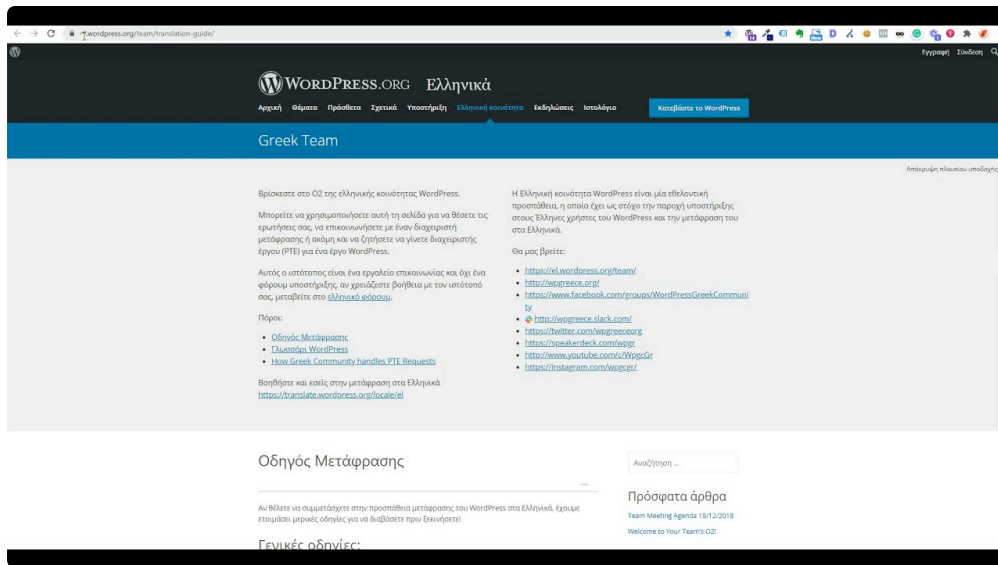 wordpress.org/team/translation-guide/
Εγγραφή Σύνδεση
WORDPRESS.ORG Ελληνικά
Αρχική Θέματα Πρόσθετα Σχετικά Υποστήριξη Ελληνική κοινότητα Εκδηλώσεις Ιστολόγιο Κατεβάστε το WordPress
Greek Team
Απόκρυψη πλαισίου υποδοχής
Βρίσκεστε στο O2 της ελληνικής κοινότητας WordPress.
Μπορείτε να χρησιμοποιήσετε αυτή τη σελίδα για να θέσετε τις
ερωτήσεις σας, να επικοινωνήσετε με έναν διαχειριστή
μετάφρασης ή ακόμη και να ζητήσετε να γίνετε διαχειριστής
έργου (PTE) για ένα έργο WordPress.
Αυτός ο ιστότοπος είναι ένα εργαλείο επικοινωνίας και όχι ένα
φόρουμ υποστήριξης, αν χρειάζεστε βοήθεια με τον ιστότοπό
σας, μεταβείτε στο ελληνικό φόρουμ.
Πόροι:
Οδηγός Μετάφρασης
Γλωσσάρι WordPress
How Greek Community handles PTE Requests
Βοηθήστε και εσείς στην μετάφραση στα Ελληνικά
https://translate.wordpress.org/locale/el
Η Ελληνική κοινότητα WordPress είναι μία εθελοντική
προσπάθεια, η οποία έχει ως στόχο την παροχή υποστήριξης
στους Έλληνες χρήστες του WordPress και την μετάφραση του
στα Ελληνικά.
Θα μας βρείτε:
https://el.wordpress.org/team/
http://wpgreece.org/
https://www.facebook.com/groups/WordPressGreekCommuni
ty
http://wpgreece.slack.com/
https://twitter.com/wpgreeceorg
https://speakerdeck.com/wpgr
http://www.youtube.com/c/WpgcGr
https://instagram.com/wpgcgr/
Οδηγός Μετάφρασης
Αν θέλετε να συμμετάσχετε στην προσπάθεια μετάφρασης του WordPress στα Ελληνικά, έχουμε
ετοιμάσει μερικές οδηγίες για να διαβάσετε πριν ξεκινήσετε!
Γενικές οδηγίες:
Αναζήτηση ...
Πρόσφατα άρθρα
Team Meeting Agenda 18/12/2018
Welcome to Your Team's O2!